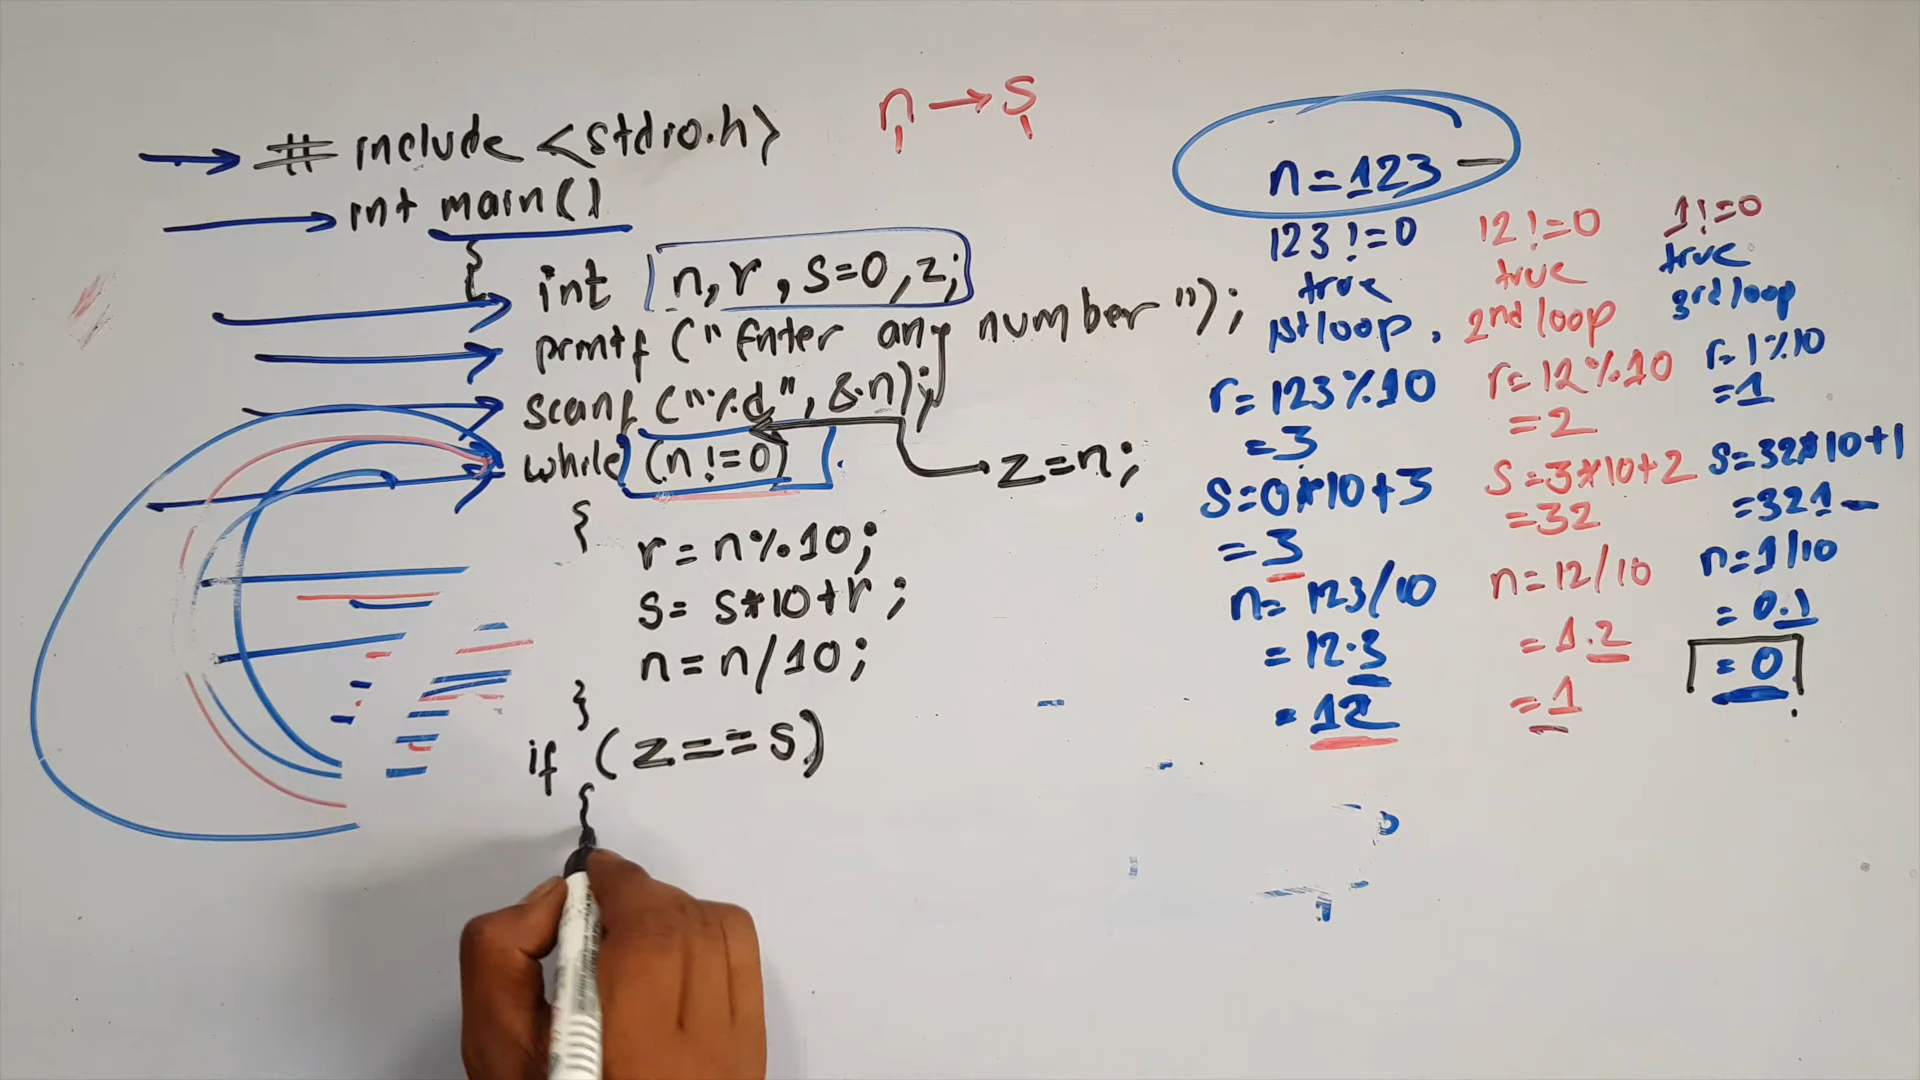 n → s
# include <stdio.h>
int main()
{
int n, r, s=0, z;
printf ("Enter any number");
scanf ("%d", &n);
z=n;
while (n!=0)
{
r = n%10;
s = s*10+r;
n = n/10;
}
if (z==s)
{
n=123
123!=0
true
1st loop,
r=123%10
=3
s=0*10+3
=3
n=123/10
=12.3
=12
12!=0
true
2nd loop
r=12%10
=2
s=3*10+2
=32
n=12/10
=1.2
=1
1!=0
true
3rd loop
r=1%10
=1
s=32*10+1
=321
n=1/10
=0.1
=0